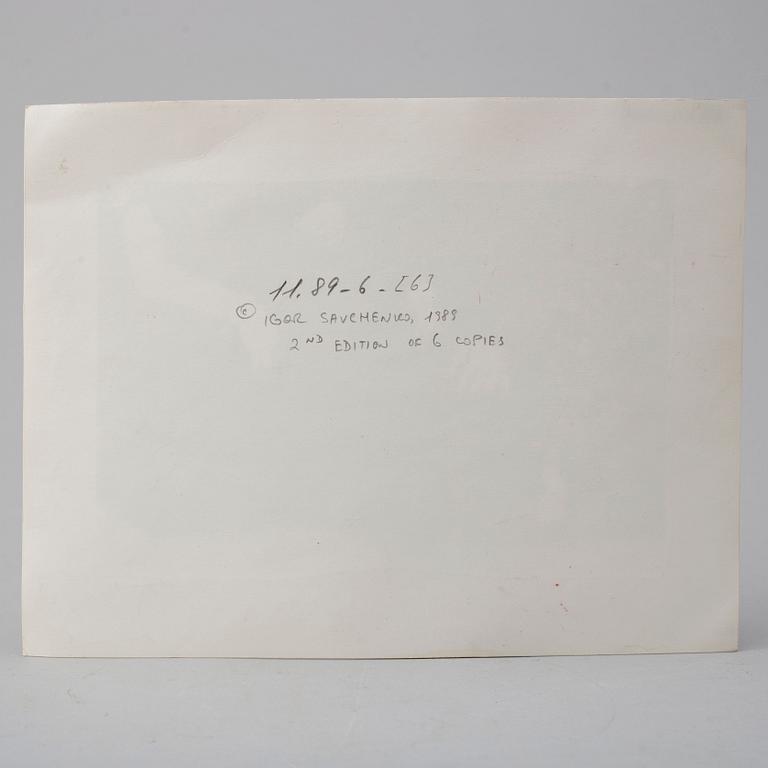 11.89-6-[6]
© IGOR SAVCHENKO, 1989
2ND EDITION OF 6 COPIES